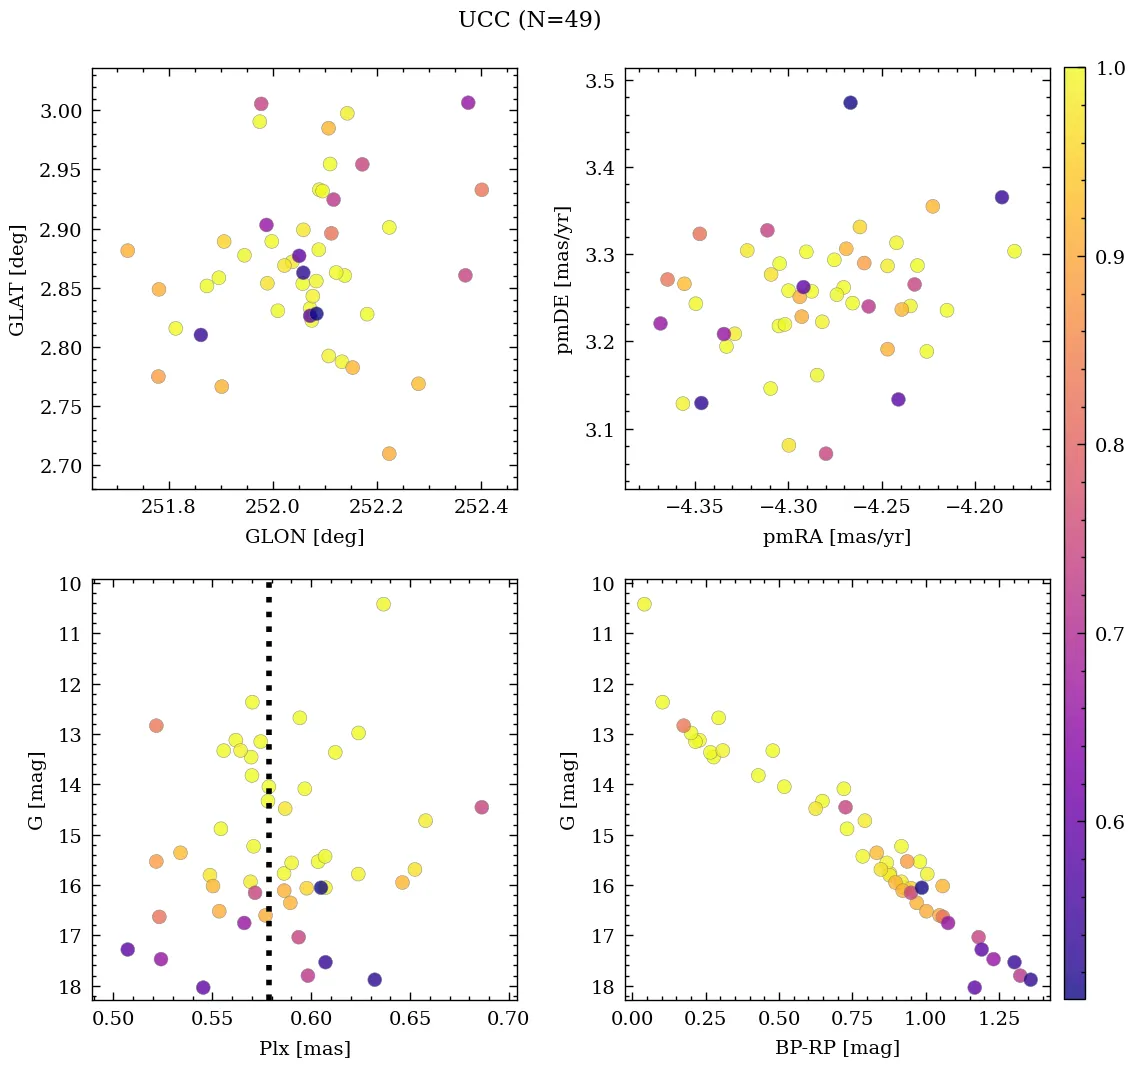 UCC (N=49)
3.00
2.95
2.90
2.85
2.80
2.75
2.70
GLAT [deg]
251.8 252.0 252.2 252.4
GLON [deg]
3.5
3.4
3.3
3.2
3.1
pmDE [mas/yr]
−4.35 −4.30 −4.25 −4.20
pmRA [mas/yr]
1.0
0.9
0.8
0.7
0.6
10
11
12
13
14
15
16
17
18
G [mag]
0.50 0.55 0.60 0.65 0.70
Plx [mas]
10
11
12
13
14
15
16
17
18
G [mag]
0.00 0.25 0.50 0.75 1.00 1.25
BP-RP [mag]